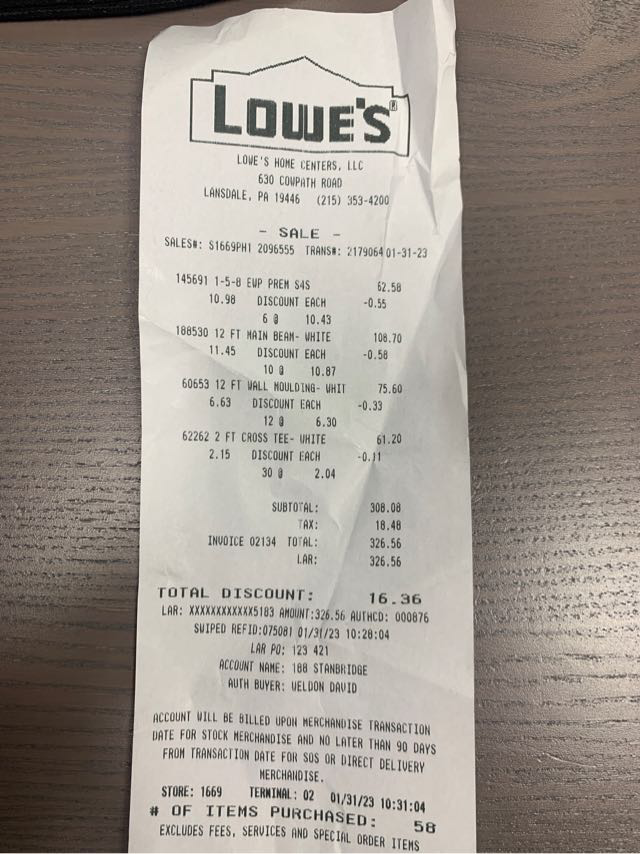 LOWE'S®
LOWE'S HOME CENTERS, LLC
630 COWPATH ROAD
LANSDALE, PA 19446 (215) 353-4200
- SALE -
SALES#: S1669PH1 2096555 TRANS#: 2179064 01-31-23
145691 1-5-8 EWP PREM S4S 62.58
10.98 DISCOUNT EACH -0.55
6 @ 10.43
188530 12 FT MAIN BEAM- WHITE 108.70
11.45 DISCOUNT EACH -0.58
10 @ 10.87
60653 12 FT WALL MOULDING- WHIT 75.60
6.63 DISCOUNT EACH -0.33
12 @ 6.30
62262 2 FT CROSS TEE- WHITE 61.20
2.15 DISCOUNT EACH -0.11
30 @ 2.04
SUBTOTAL: 308.08
TAX: 18.48
INVOICE 02134 TOTAL: 326.56
LAR: 326.56
TOTAL DISCOUNT: 16.36
LAR: XXXXXXXXXXXX5183 AMOUNT:326.56 AUTHCD: 000876
SWIPED REFID:075081 01/31/23 10:28:04
LAR PO: 123 421
ACCOUNT NAME: 188 STANBRIDGE
AUTH BUYER: WELDON DAVID
ACCOUNT WILL BE BILLED UPON MERCHANDISE TRANSACTION
DATE FOR STOCK MERCHANDISE AND NO LATER THAN 90 DAYS
FROM TRANSACTION DATE FOR SOS OR DIRECT DELIVERY
MERCHANDISE.
STORE: 1669 TERMINAL: 02 01/31/23 10:31:04
# OF ITEMS PURCHASED: 58
EXCLUDES FEES, SERVICES AND SPECIAL ORDER ITEMS